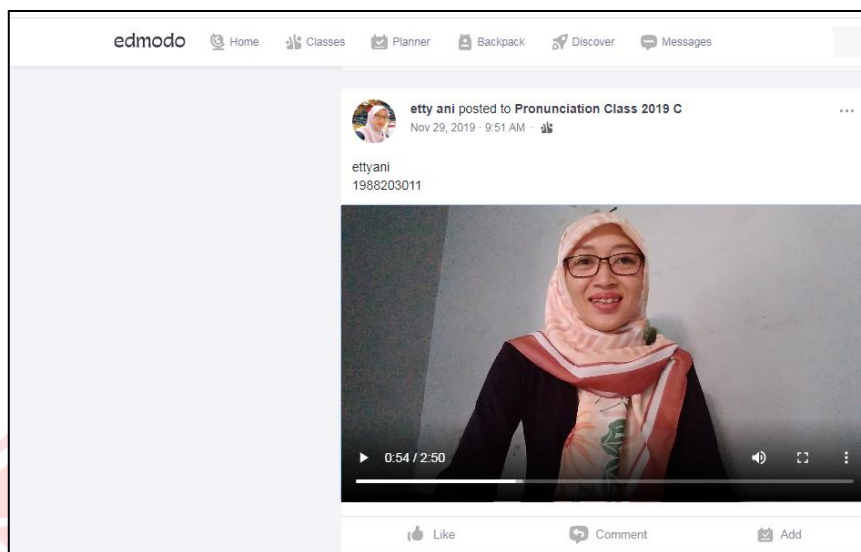 edmodo Home Classes Planner Backpack Discover Messages
etty ani posted to Pronunciation Class 2019 C
Nov 29, 2019 · 9:51 AM ·
ettyani
1988203011
0:54 / 2:50
Like Comment Add